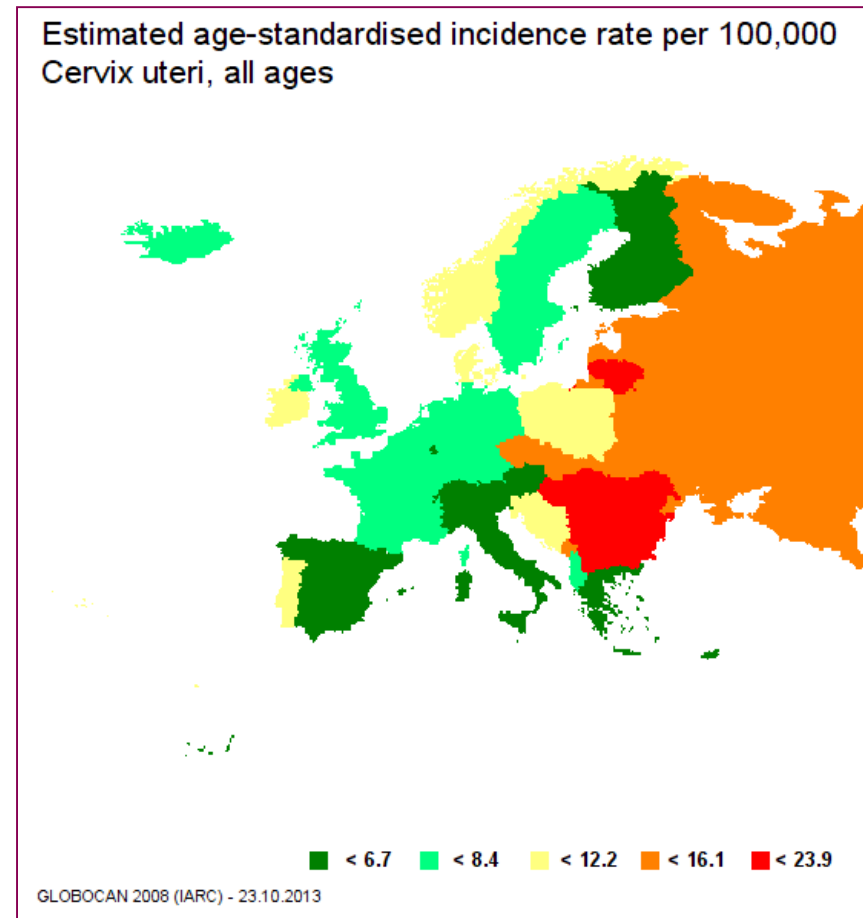 Estimated age-standardised incidence rate per 100,000
Cervix uteri, all ages
< 6.7 < 8.4 < 12.2 < 16.1 < 23.9
GLOBOCAN 2008 (IARC) - 23.10.2013